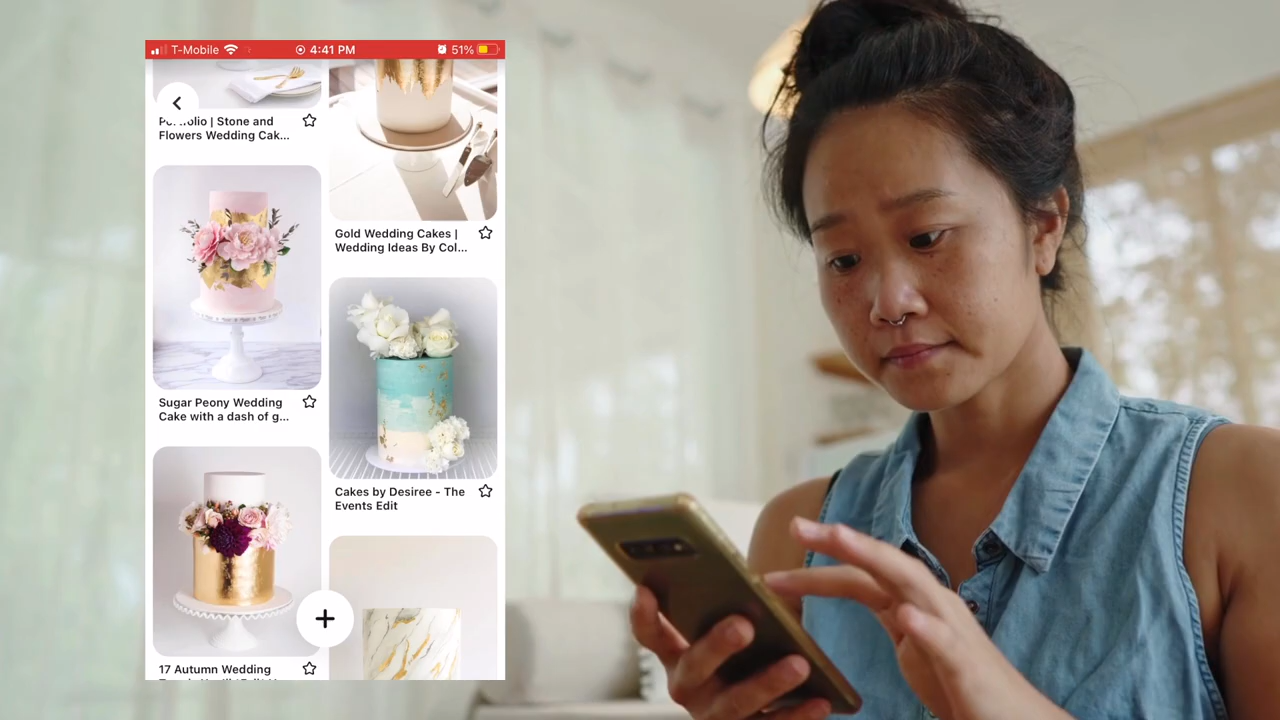 T-Mobile
4:41 PM
51%
Portfolio | Stone and
Flowers Wedding Cak...
Gold Wedding Cakes |
Wedding Ideas By Col...
Sugar Peony Wedding
Cake with a dash of g...
Cakes by Desiree - The
Events Edit
17 Autumn Wedding